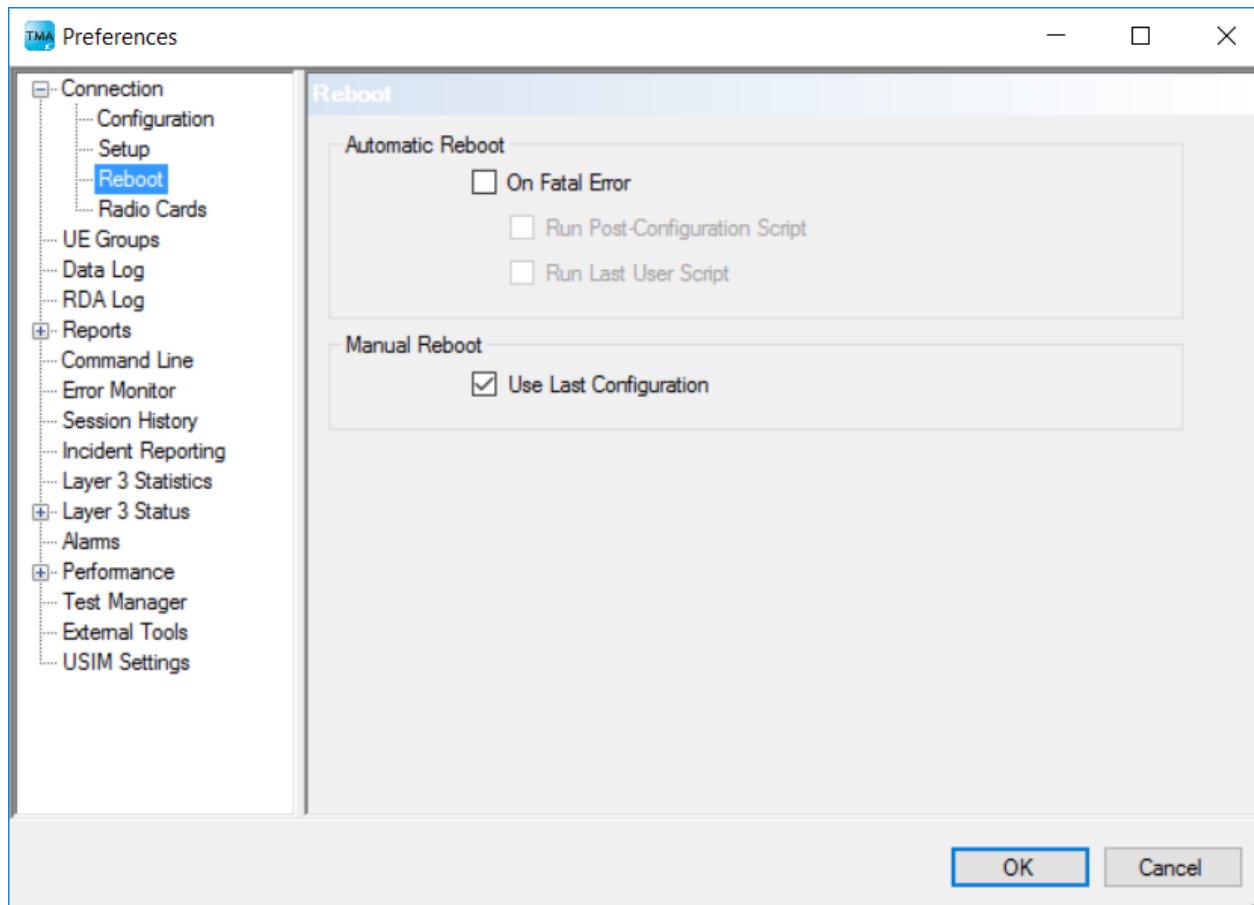 TMA Preferences
Connection
Configuration
Setup
Reboot
Radio Cards
UE Groups
Data Log
RDA Log
Reports
Command Line
Error Monitor
Session History
Incident Reporting
Layer 3 Statistics
Layer 3 Status
Alarms
Performance
Test Manager
External Tools
USIM Settings
Reboot
Automatic Reboot
On Fatal Error
Run Post-Configuration Script
Run Last User Script
Manual Reboot
Use Last Configuration
OK Cancel